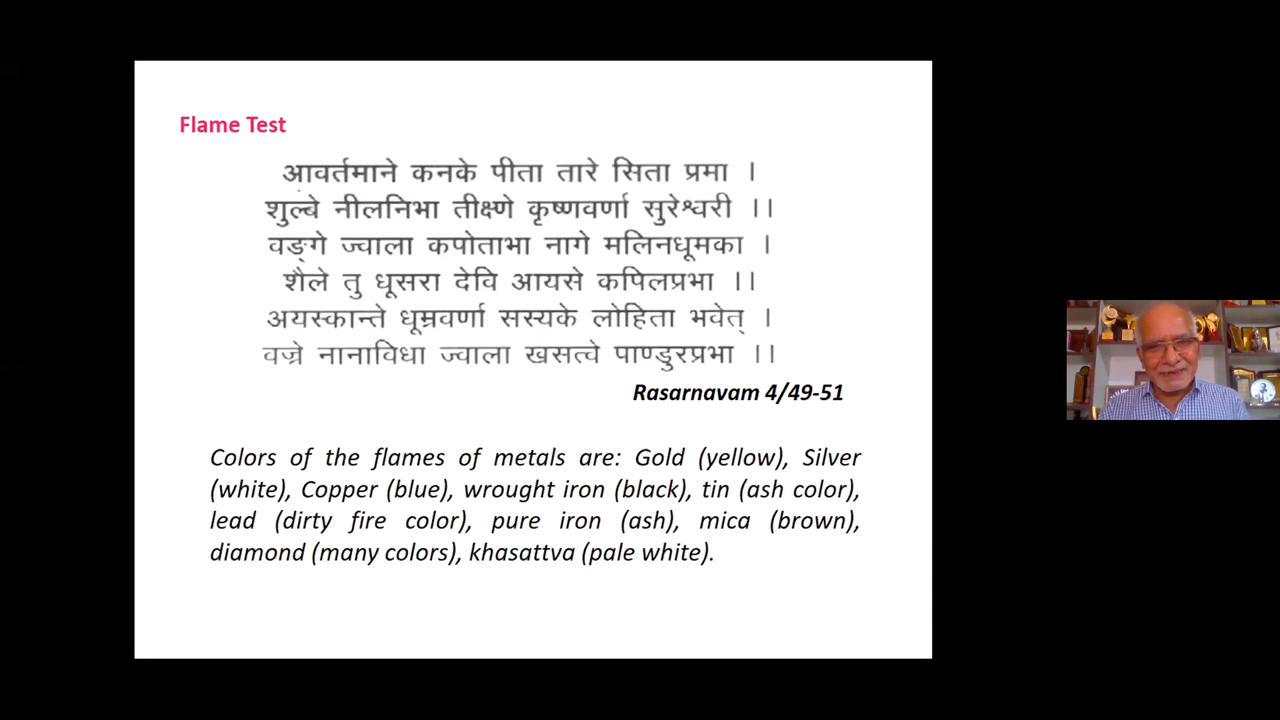 Flame Test
आवर्तमाने कनके पीता तारे सिता प्रमा ।
शुल्बे नीलनिभा तीक्ष्णे कृष्णवर्णा सुरेश्वरी ।।
वङ्गे ज्वाला कपोताभा नागे मलिनधूमका ।
शैले तु धूसरा देवि आयसे कपिलप्रभा ।।
अयस्कान्ते धूम्रवर्णा सस्यके लोहिता भवेत् ।
वज्रे नानाविधा ज्वाला खसत्वे पाण्डुरप्रभा ।।
Rasarnavam 4/49-51
Colors of the flames of metals are: Gold (yellow), Silver
(white), Copper (blue), wrought iron (black), tin (ash color),
lead (dirty fire color), pure iron (ash), mica (brown),
diamond (many colors), khasattva (pale white).